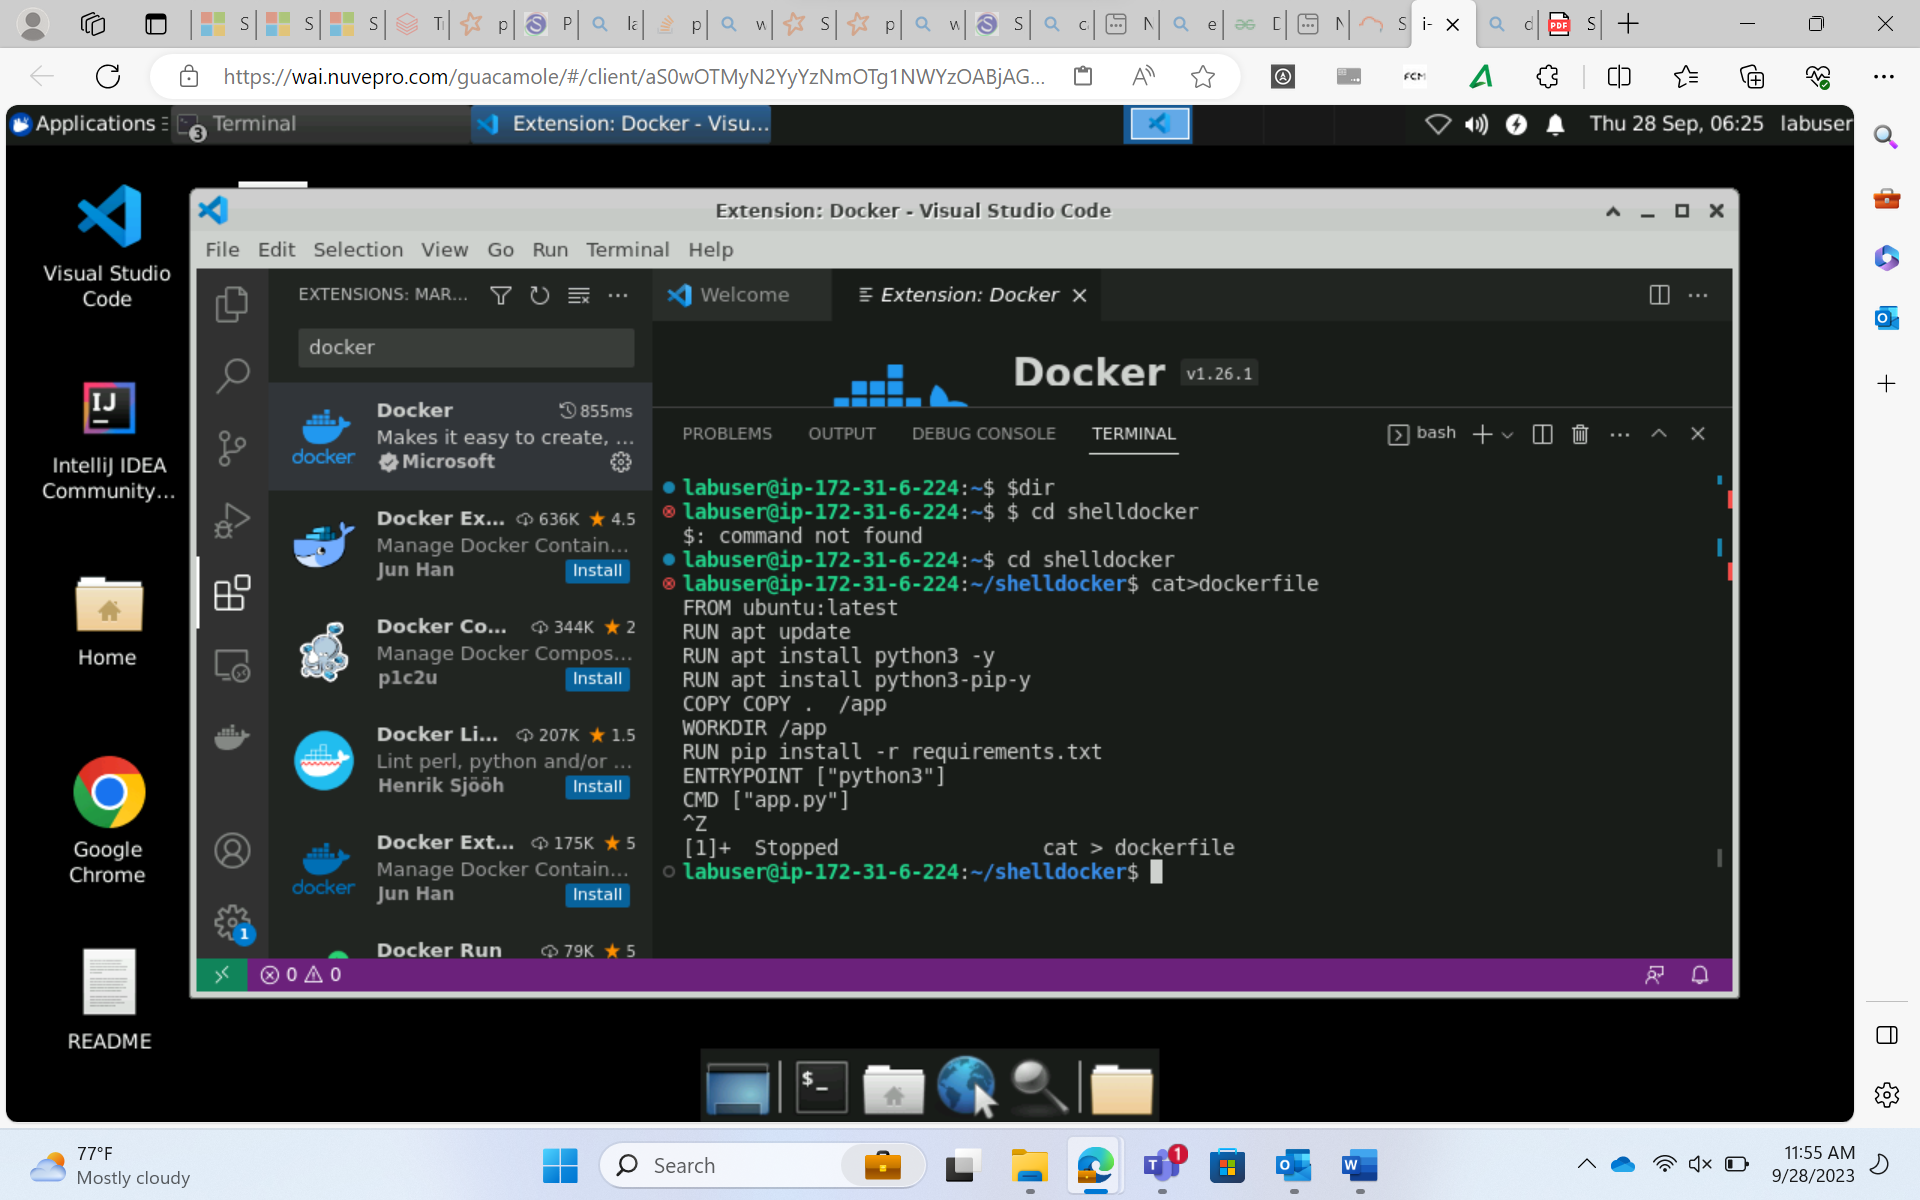 S
S
S
Tr
p
P
la
p
w
S
p
w
S
c
N
e
D
N
S
i-
d
S
https://wai.nuvepro.com/guacamole/#/client/aS0wOTMyN2YyYzNmOTg1NWYzOABjAG...
Applications
3
Terminal
Extension: Docker - Visu...
Thu 28 Sep, 06:25
labuser
Visual Studio
Code
IntelliJ IDEA
Community...
Home
Google
Chrome
README
Extension: Docker - Visual Studio Code
File Edit Selection View Go Run Terminal Help
EXTENSIONS: MAR...
docker
Welcome
Extension: Docker
Docker v1.26.1
Docker 855ms
Makes it easy to create, ...
Microsoft
docker
Docker Ex... 636K 4.5
Manage Docker Contain...
Jun Han Install
Docker Co... 344K 2
Manage Docker Compos...
p1c2u Install
Docker Li... 207K 1.5
Lint perl, python and/or ...
Henrik Sjööh Install
Docker Ext... 175K 5
Manage Docker Contain...
Jun Han Install
docker
Docker Run 79K 5
1
PROBLEMS OUTPUT DEBUG CONSOLE TERMINAL
bash
labuser@ip-172-31-6-224:~$ $dir
labuser@ip-172-31-6-224:~$ $ cd shelldocker
$: command not found
labuser@ip-172-31-6-224:~$ cd shelldocker
labuser@ip-172-31-6-224:~/shelldocker$ cat>dockerfile
FROM ubuntu:latest
RUN apt update
RUN apt install python3 -y
RUN apt install python3-pip-y
COPY COPY .  /app
WORKDIR /app
RUN pip install -r requirements.txt
ENTRYPOINT ["python3"]
CMD ["app.py"]
^Z
[1]+  Stopped                 cat > dockerfile
labuser@ip-172-31-6-224:~/shelldocker$
0 0
77°F
Mostly cloudy
Search
1
11:55 AM
9/28/2023